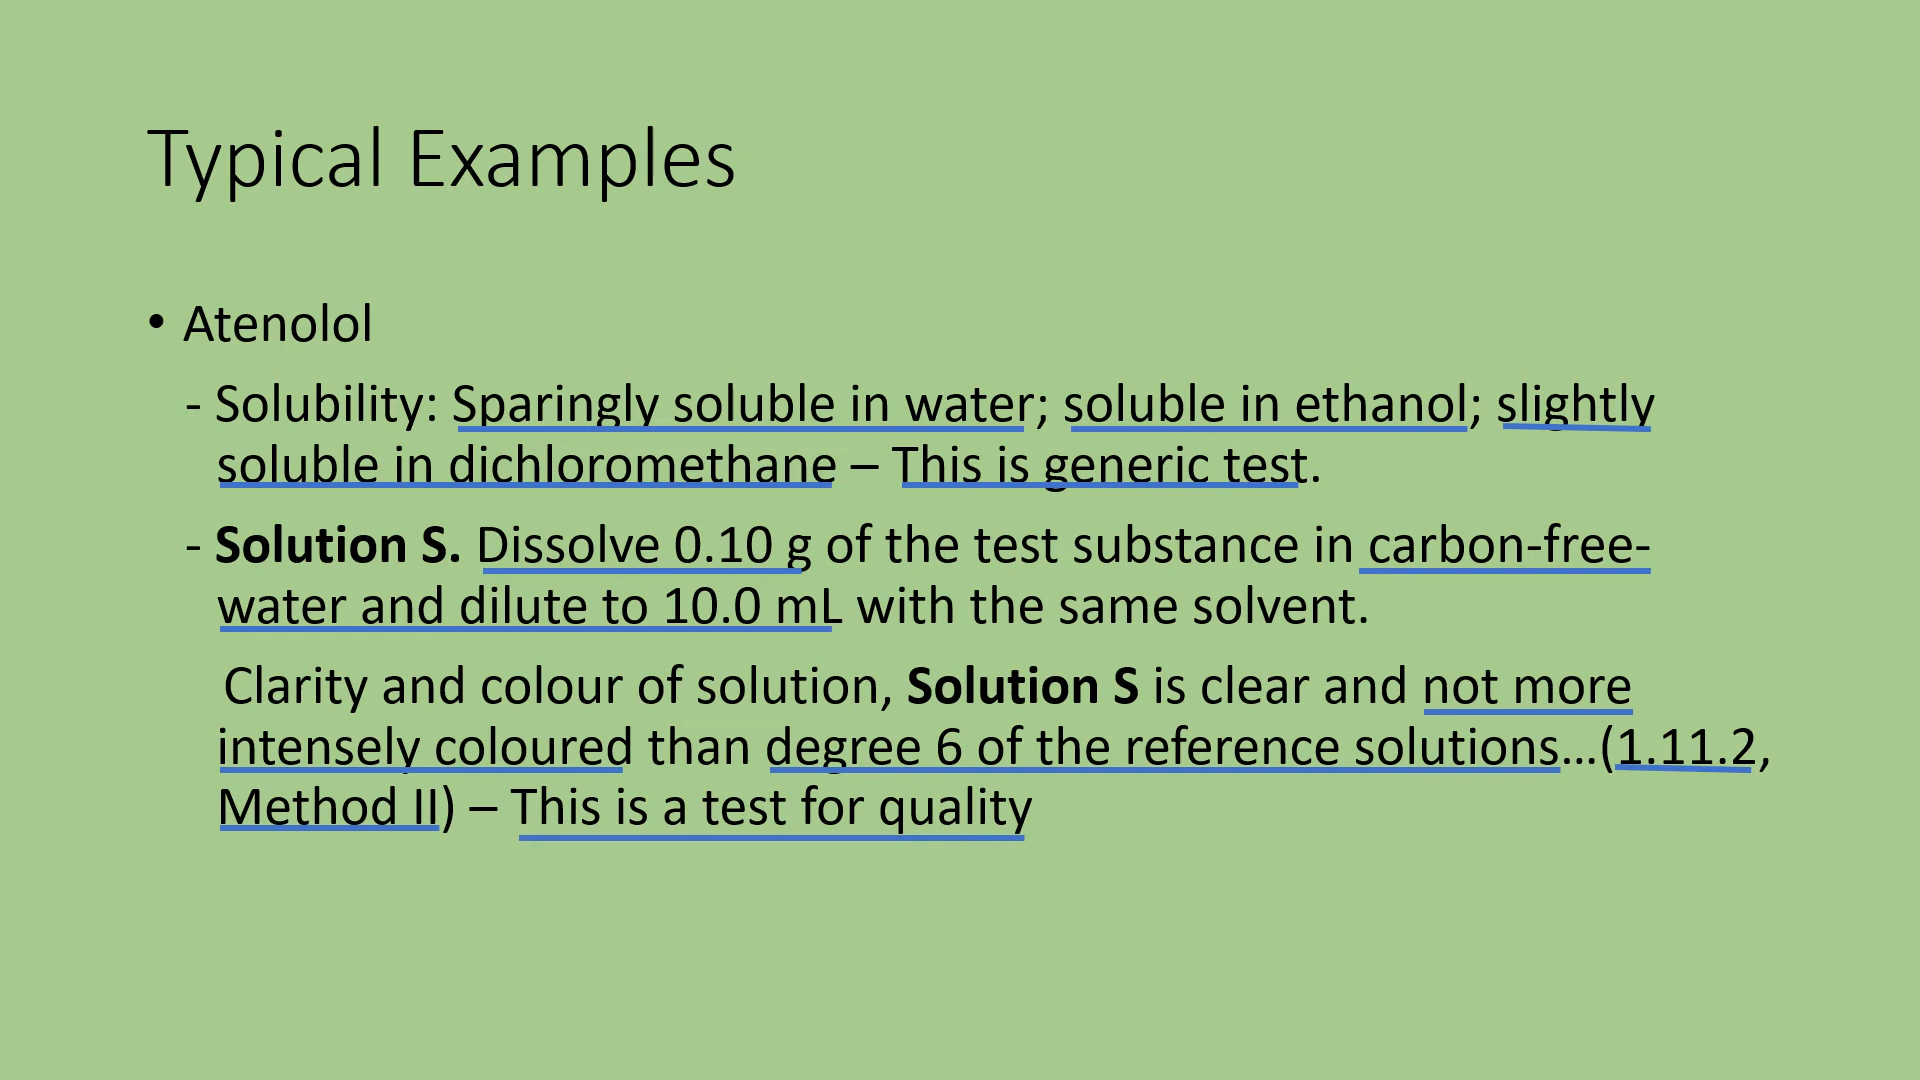 Typical Examples
• Atenolol
- Solubility: Sparingly soluble in water; soluble in ethanol; slightly
soluble in dichloromethane – This is generic test.
- Solution S. Dissolve 0.10 g of the test substance in carbon-free-
water and dilute to 10.0 mL with the same solvent.
Clarity and colour of solution, Solution S is clear and not more
intensely coloured than degree 6 of the reference solutions…(1.11.2,
Method II) – This is a test for quality